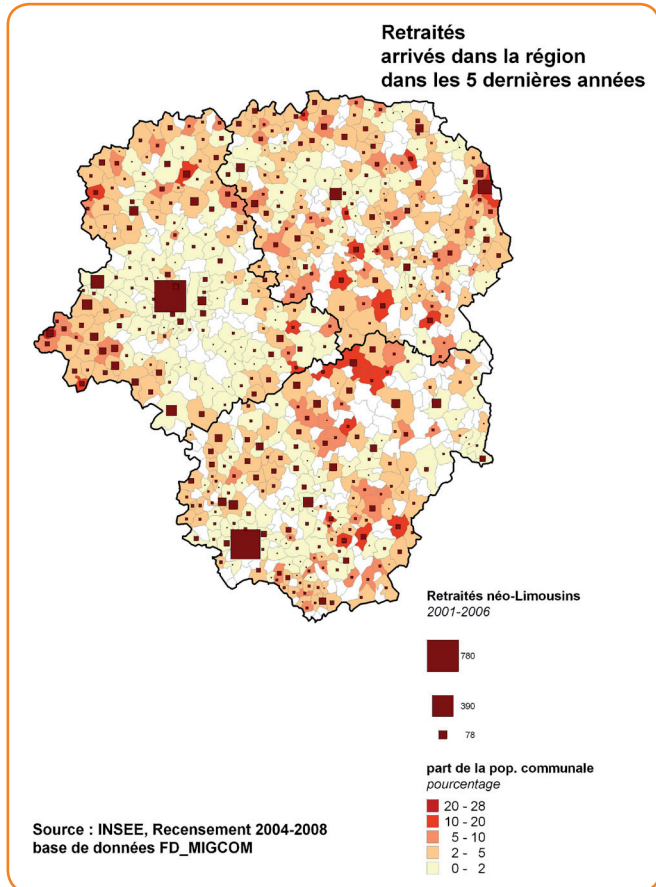 Retraités
arrivés dans la région
dans les 5 dernières années
Retraités néo-Limousins
2001-2006
780
390
78
part de la pop. communale
pourcentage
20 - 28
10 - 20
5 - 10
2 - 5
0 - 2
Source : INSEE, Recensement 2004-2008
base de données FD_MIGCOM